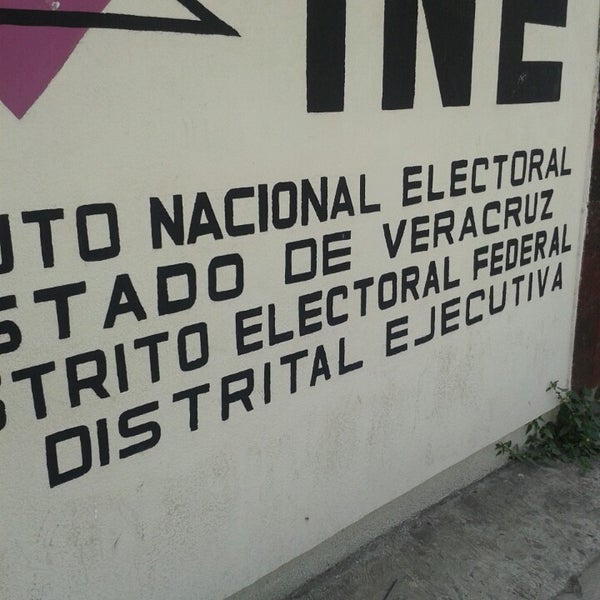 INE
UTO NACIONAL ELECTORAL
STADO DE VERACRUZ
STRITO ELECTORAL FEDERAL
DISTRITAL EJECUTIVA